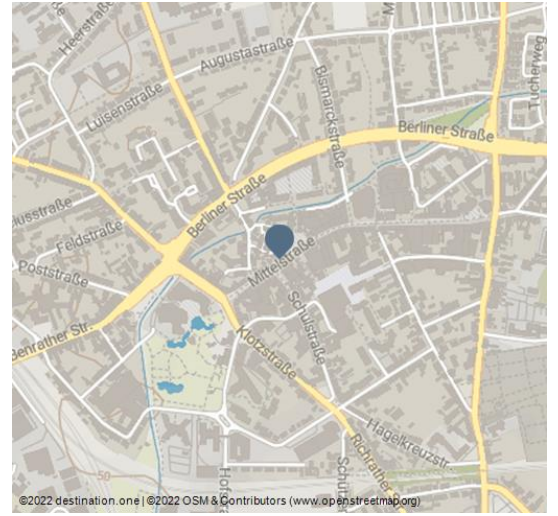 Heerstraße
Augustastraße
Luisenstraße
Bismarckstraße
Tucherweg
Berliner Straße
Berliner Straße
Feldstraße
Poststraße
Mittelstraße
Schulstraße
Benrather Str.
Klotzstraße
Hagelkreuzstr.
Richrather
50
©2022 destination.one | ©2022 OSM & Contributors (www.openstreetmap.org)